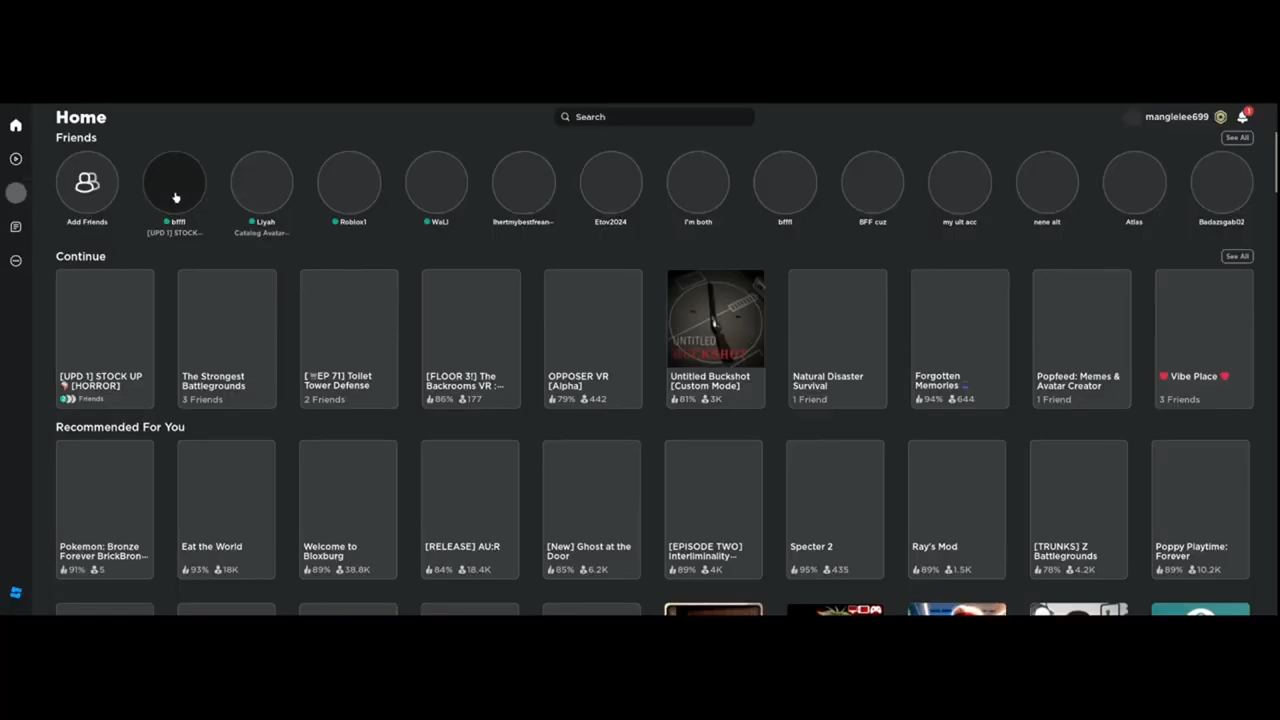 Home
Search
manglelee699
1
Friends
See All
Add Friends
bfffl
[UPD 1] STOCK...
Liyah
Catalog Avatar...
Roblox1
WaLi
Ihertmybestfrean...
Etov2024
I'm both
bfffl
BFF cuz
my ult acc
nene alt
Atlas
Badazsgab02
Continue
See All
[UPD 1] STOCK UP
[HORROR]
Friends
The Strongest
Battlegrounds
3 Friends
[EP 71] Toilet
Tower Defense
2 Friends
[FLOOR 3!] The
Backrooms VR :...
86% 177
OPPOSER VR
[Alpha]
79% 442
UNTITLED
BUCKSHOT
Untitled Buckshot
[Custom Mode]
81% 3K
Natural Disaster
Survival
1 Friend
Forgotten
Memories
94% 644
Popfeed: Memes &
Avatar Creator
1 Friend
Vibe Place
3 Friends
Recommended For You
Pokemon: Bronze
Forever BrickBron...
91% 5
Eat the World
93% 18K
Welcome to
Bloxburg
89% 38.8K
[RELEASE] AU:R
84% 18.4K
[New] Ghost at the
Door
85% 6.2K
[EPISODE TWO]
Interliminality...
89% 4K
Specter 2
95% 435
Ray's Mod
89% 1.5K
[TRUNKS] Z
Battlegrounds
78% 4.2K
Poppy Playtime:
Forever
89% 10.2K